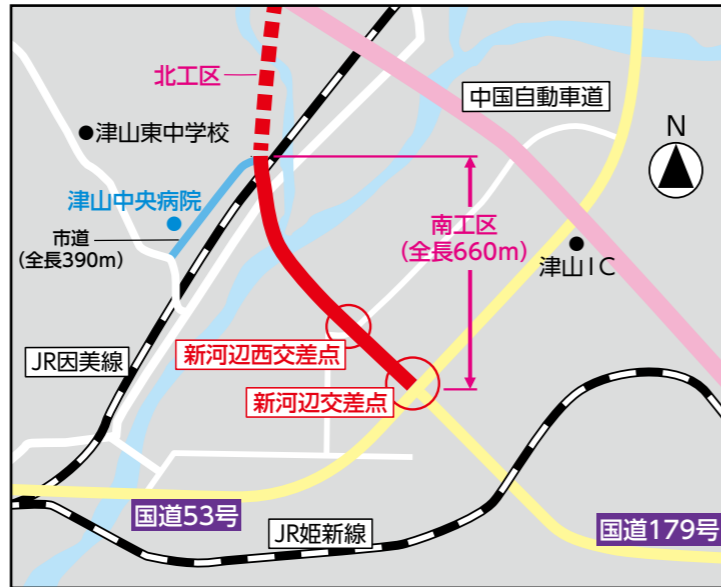 北工区
中国自動車道
津山東中学校
N
津山中央病院
市道
(全長390m)
南工区
(全長660m)
津山IC
新河辺西交差点
JR因美線
新河辺交差点
国道53号
JR姫新線
国道179号